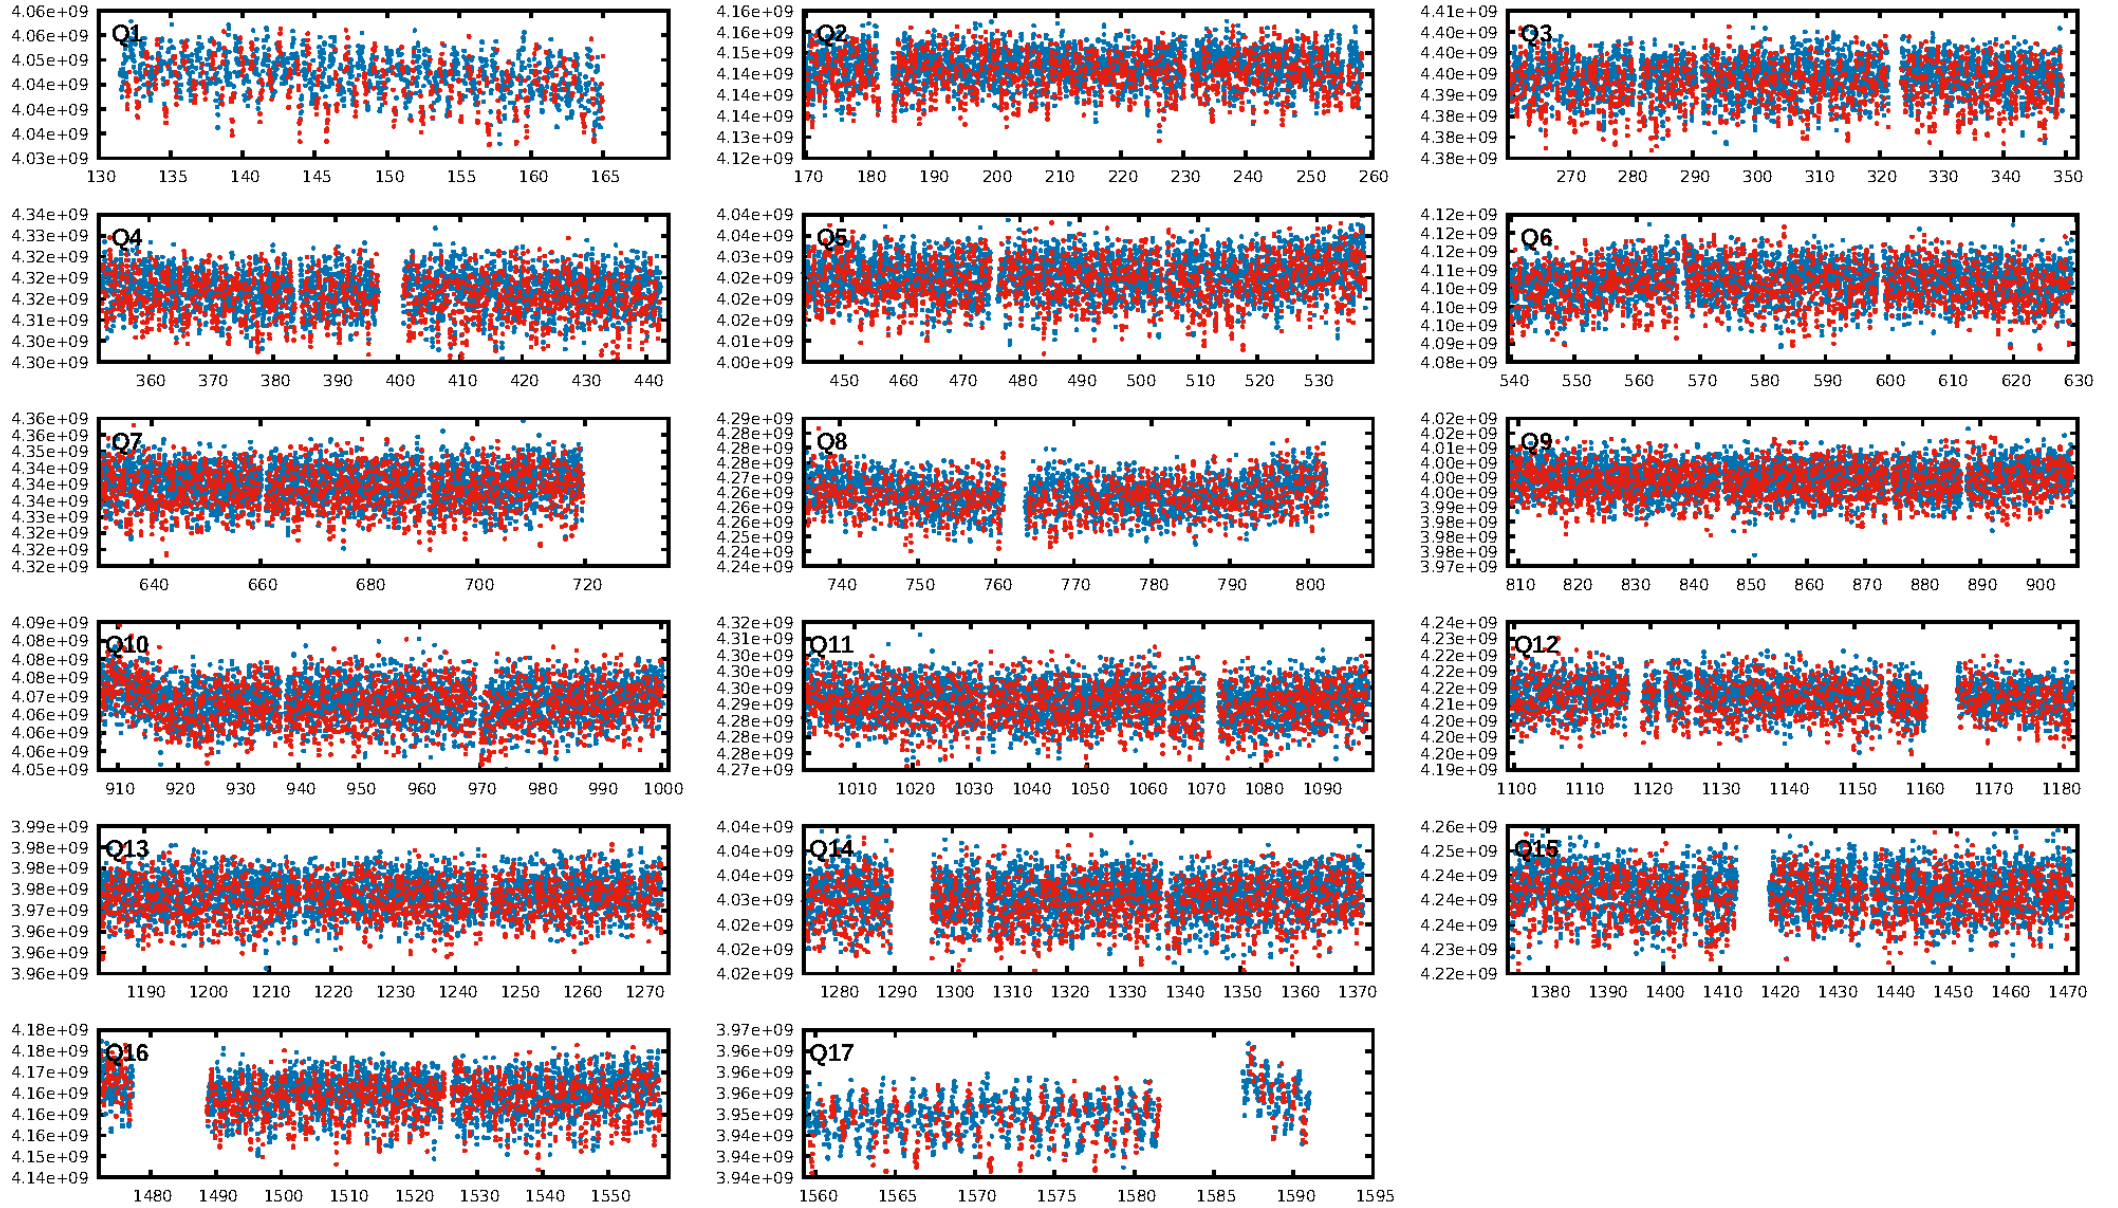 Q1
4.06e+09
4.06e+09
4.05e+09
4.04e+09
4.04e+09
4.04e+09
4.03e+09
130 135 140 145 150 155 160 165
Q2
4.16e+09
4.16e+09
4.15e+09
4.14e+09
4.14e+09
4.14e+09
4.13e+09
4.12e+09
170 180 190 200 210 220 230 240 250 260
Q3
4.41e+09
4.40e+09
4.40e+09
4.39e+09
4.39e+09
4.38e+09
4.38e+09
4.38e+09
270 280 290 300 310 320 330 340 350
Q4
4.34e+09
4.33e+09
4.32e+09
4.32e+09
4.32e+09
4.31e+09
4.30e+09
4.30e+09
360 370 380 390 400 410 420 430 440
Q5
4.04e+09
4.04e+09
4.03e+09
4.02e+09
4.02e+09
4.02e+09
4.01e+09
4.00e+09
450 460 470 480 490 500 510 520 530
Q6
4.12e+09
4.12e+09
4.11e+09
4.11e+09
4.10e+09
4.10e+09
4.09e+09
4.08e+09
540 550 560 570 580 590 600 610 620 630
Q7
4.36e+09
4.36e+09
4.35e+09
4.34e+09
4.34e+09
4.34e+09
4.33e+09
4.32e+09
4.32e+09
4.32e+09
640 660 680 700 720
Q8
4.29e+09
4.28e+09
4.28e+09
4.28e+09
4.27e+09
4.26e+09
4.26e+09
4.26e+09
4.25e+09
4.24e+09
4.24e+09
740 750 760 770 780 790 800
Q9
4.02e+09
4.02e+09
4.01e+09
4.00e+09
4.00e+09
4.00e+09
3.99e+09
3.98e+09
3.98e+09
3.98e+09
3.97e+09
810 820 830 840 850 860 870 880 890 900
Q10
4.09e+09
4.08e+09
4.08e+09
4.08e+09
4.07e+09
4.06e+09
4.06e+09
4.06e+09
4.05e+09
910 920 930 940 950 960 970 980 990 1000
Q11
4.32e+09
4.31e+09
4.30e+09
4.30e+09
4.30e+09
4.29e+09
4.28e+09
4.28e+09
4.28e+09
4.27e+09
1010 1020 1030 1040 1050 1060 1070 1080 1090
Q12
4.24e+09
4.23e+09
4.22e+09
4.22e+09
4.22e+09
4.21e+09
4.20e+09
4.20e+09
4.20e+09
4.19e+09
1100 1110 1120 1130 1140 1150 1160 1170 1180
Q13
3.99e+09
3.98e+09
3.98e+09
3.98e+09
3.97e+09
3.96e+09
3.96e+09
3.96e+09
1190 1200 1210 1220 1230 1240 1250 1260 1270
Q14
4.04e+09
4.04e+09
4.04e+09
4.03e+09
4.02e+09
4.02e+09
4.02e+09
1280 1290 1300 1310 1320 1330 1340 1350 1360 1370
Q15
4.26e+09
4.25e+09
4.24e+09
4.24e+09
4.24e+09
4.23e+09
4.22e+09
1380 1390 1400 1410 1420 1430 1440 1450 1460 1470
Q16
4.18e+09
4.18e+09
4.17e+09
4.16e+09
4.16e+09
4.16e+09
4.15e+09
4.14e+09
1480 1490 1500 1510 1520 1530 1540 1550
Q17
3.97e+09
3.96e+09
3.96e+09
3.96e+09
3.95e+09
3.94e+09
3.94e+09
3.94e+09
1560 1565 1570 1575 1580 1585 1590 1595